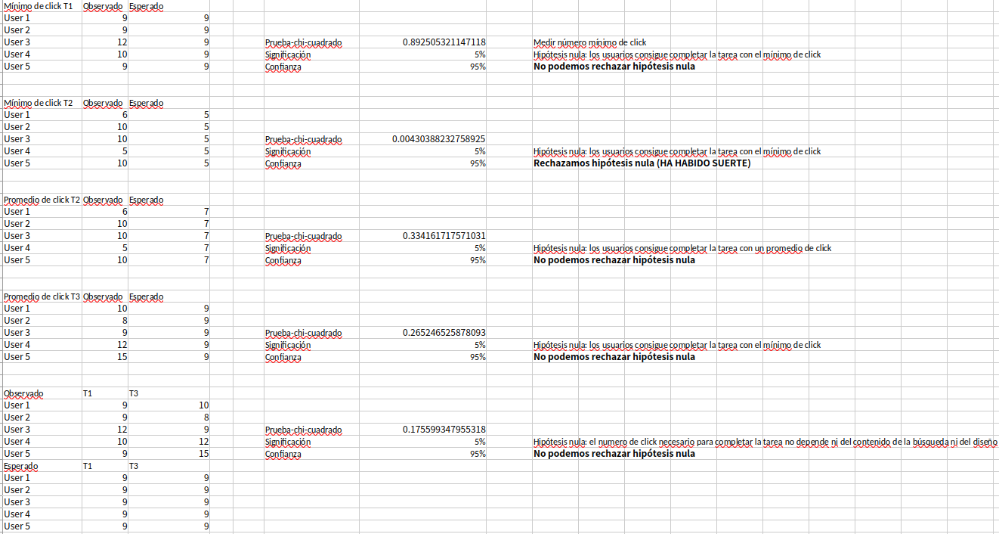 Mínimo de click T1 Observado Esperado
User 1 9 9
User 2 9 9
User 3 12 9 Prueba-chi-cuadrado 0.892505321147118 Medir número mínimo de click
User 4 10 9 Significación 5% Hipótesis nula: los usuarios consigue completar la tarea con el mínimo de click
User 5 9 9 Confianza 95% No podemos rechazar hipótesis nula
Mínimo de click T2 Observado Esperado
User 1 6 5
User 2 10 5
User 3 10 5 Prueba-chi-cuadrado 0.00430388232758925
User 4 5 5 Significación 5% Hipótesis nula: los usuarios consigue completar la tarea con el mínimo de click
User 5 10 5 Confianza 95% Rechazamos hipótesis nula (HA HABIDO SUERTE)
Promedio de click T2 Observado Esperado
User 1 6 7
User 2 10 7
User 3 10 7 Prueba-chi-cuadrado 0.334161717571031
User 4 5 7 Significación 5% Hipótesis nula: los usuarios consigue completar la tarea con un promedio de click
User 5 10 7 Confianza 95% No podemos rechazar hipótesis nula
Promedio de click T3 Observado Esperado
User 1 10 9
User 2 8 9
User 3 9 9 Prueba-chi-cuadrado 0.265246525878093
User 4 12 9 Significación 5% Hipótesis nula: los usuarios consigue completar la tarea con el mínimo de click
User 5 15 9 Confianza 95% No podemos rechazar hipótesis nula
Observado T1 T3
User 1 9 10
User 2 9 8
User 3 12 9 Prueba-chi-cuadrado 0.175599347955318
User 4 10 12 Significación 5% Hipótesis nula: el numero de click necesario para completar la tarea no depende ni del contenido de la búsqueda ni del diseño
User 5 9 15 Confianza 95% No podemos rechazar hipótesis nula
Esperado T1 T3
User 1 9 9
User 2 9 9
User 3 9 9
User 4 9 9
User 5 9 9